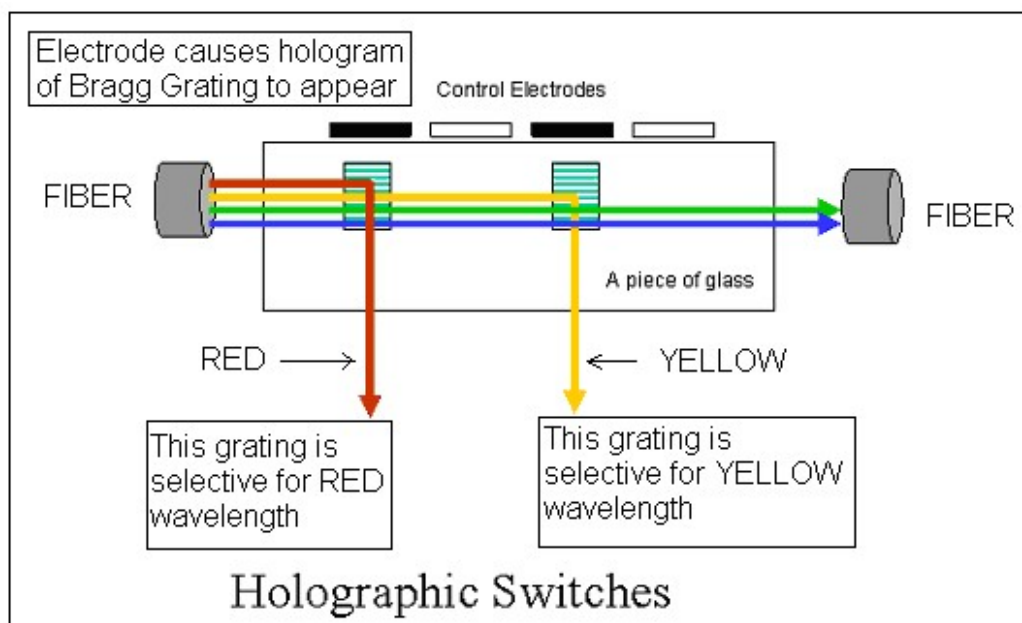 Electrode causes hologram
of Bragg Grating to appear
Control Electrodes
FIBER
FIBER
A piece of glass
RED
YELLOW
This grating is
selective for RED
wavelength
This grating is
selective for YELLOW
wavelength
Holographic Switches